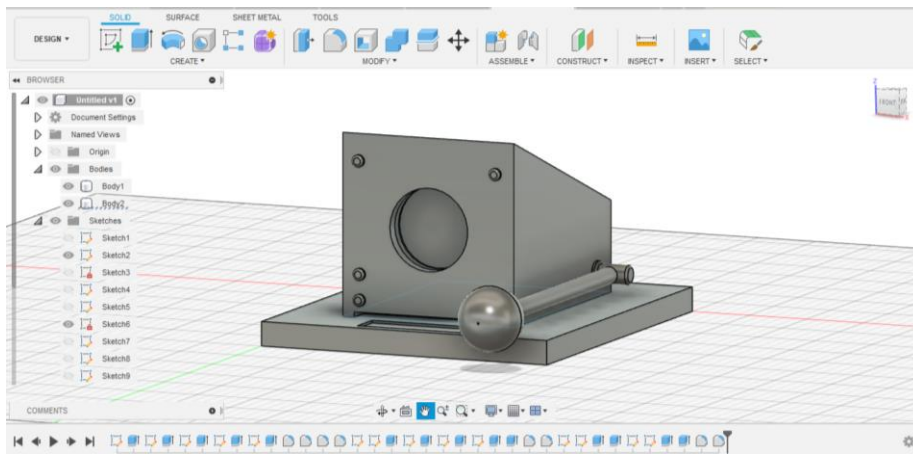 SOLID SURFACE SHEET METAL TOOLS
DESIGN
CREATE MODIFY ASSEMBLE CONSTRUCT INSPECT INSERT SELECT
BROWSER
Untitled v1
Document Settings
Named Views
Origin
Bodies
Body1
Body2
Sketches
Sketch1
Sketch2
Sketch3
Sketch4
Sketch5
Sketch6
Sketch7
Sketch8
Sketch9
COMMENTS
Z
FRONT